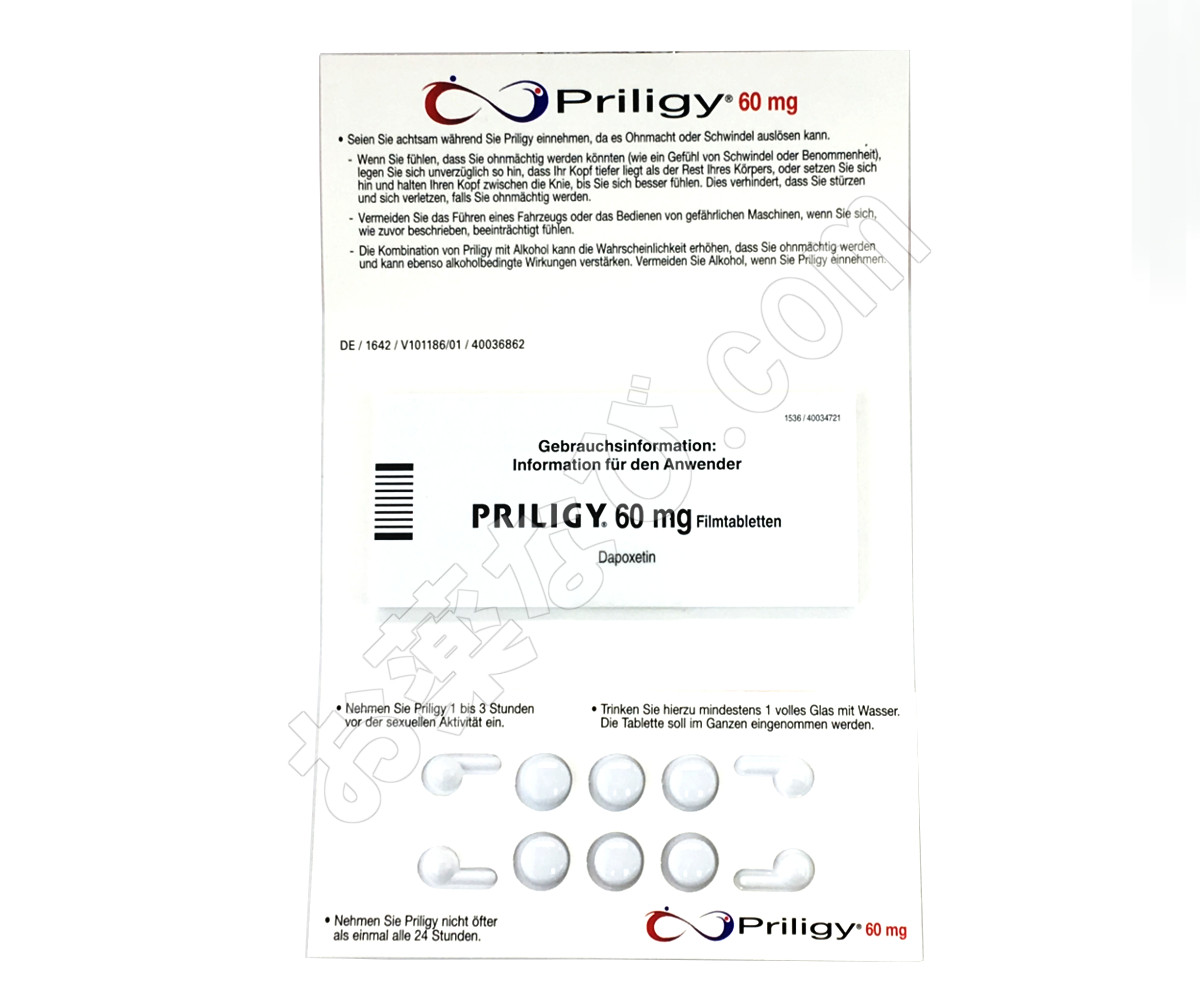 Priligy® 60 mg
• Seien Sie achtsam während Sie Priligy einnehmen, da es Ohnmacht oder Schwindel auslösen kann.
- Wenn Sie fühlen, dass Sie ohnmächtig werden könnten (wie ein Gefühl von Schwindel oder Benommenheit),
legen Sie sich unverzüglich so hin, dass Ihr Kopf tiefer liegt als der Rest Ihres Körpers, oder setzen Sie sich
hin und halten Ihren Kopf zwischen die Knie, bis Sie sich besser fühlen. Dies verhindert, dass Sie stürzen
und sich verletzen, falls Sie ohnmächtig werden.
- Vermeiden Sie das Führen eines Fahrzeugs oder das Bedienen von gefährlichen Maschinen, wenn Sie sich,
wie zuvor beschrieben, beeinträchtigt fühlen.
- Die Kombination von Priligy mit Alkohol kann die Wahrscheinlichkeit erhöhen, dass Sie ohnmächtig werden
und kann ebenso alkoholbedingte Wirkungen verstärken. Vermeiden Sie Alkohol, wenn Sie Priligy einnehmen.
DE / 1642 / V101186/01 / 40036862
1536 / 40034721
Gebrauchsinformation:
Information für den Anwender
PRILIGY® 60 mg Filmtabletten
Dapoxetin
お薬なび.com
• Nehmen Sie Priligy 1 bis 3 Stunden
vor der sexuellen Aktivität ein.
• Trinken Sie hierzu mindestens 1 volles Glas mit Wasser.
Die Tablette soll im Ganzen eingenommen werden.
• Nehmen Sie Priligy nicht öfter
als einmal alle 24 Stunden.
Priligy® 60 mg